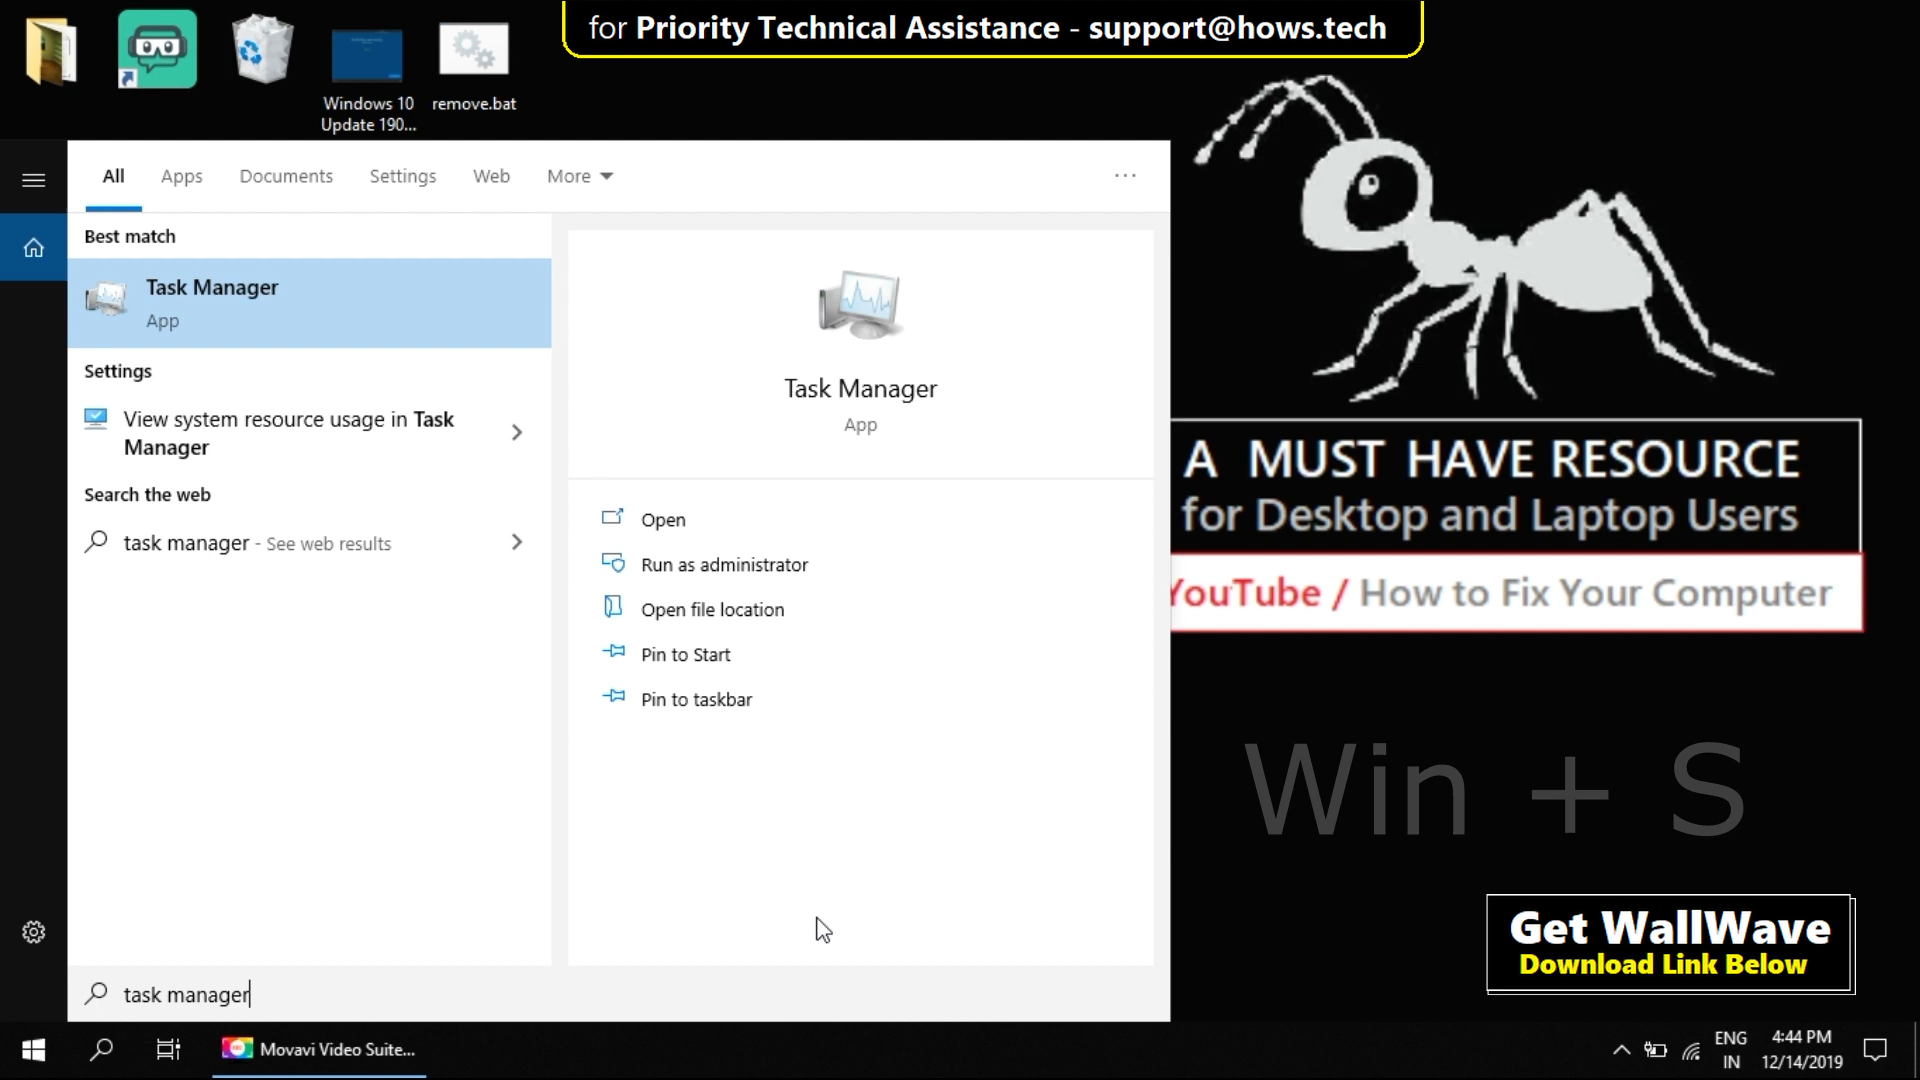 for Priority Technical Assistance - support@hows.tech
Windows 10
Update 190...
remove.bat
All
Apps
Documents
Settings
Web
More
...
Best match
Task Manager
App
Settings
View system resource usage in Task
Manager
Search the web
task manager - See web results
Task Manager
App
Open
Run as administrator
Open file location
Pin to Start
Pin to taskbar
A MUST HAVE RESOURCE
for Desktop and Laptop Users
YouTube / How to Fix Your Computer
Win + S
Get WallWave
Download Link Below
task manager
Movavi Video Suite...
ENG
IN
4:44 PM
12/14/2019